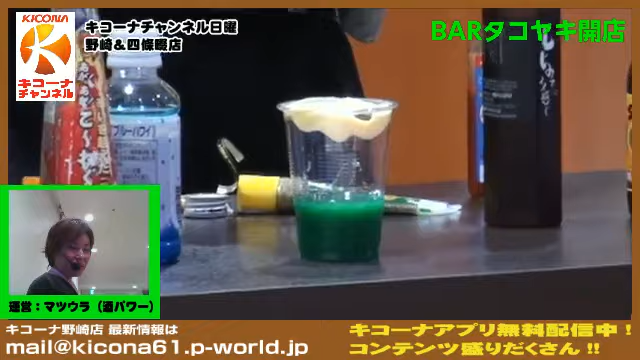 KICONA
キコーナ
チャンネル
キコーナチャンネル日曜
野崎＆四條畷店
BARタコヤキ開店
ブルーハワイ
運営：マツウラ（酒パワー）
キコーナ野崎店 最新情報は
mail@kicona61.p-world.jp
キコーナアプリ無料配信中！
コンテンツ盛りだくさん!!